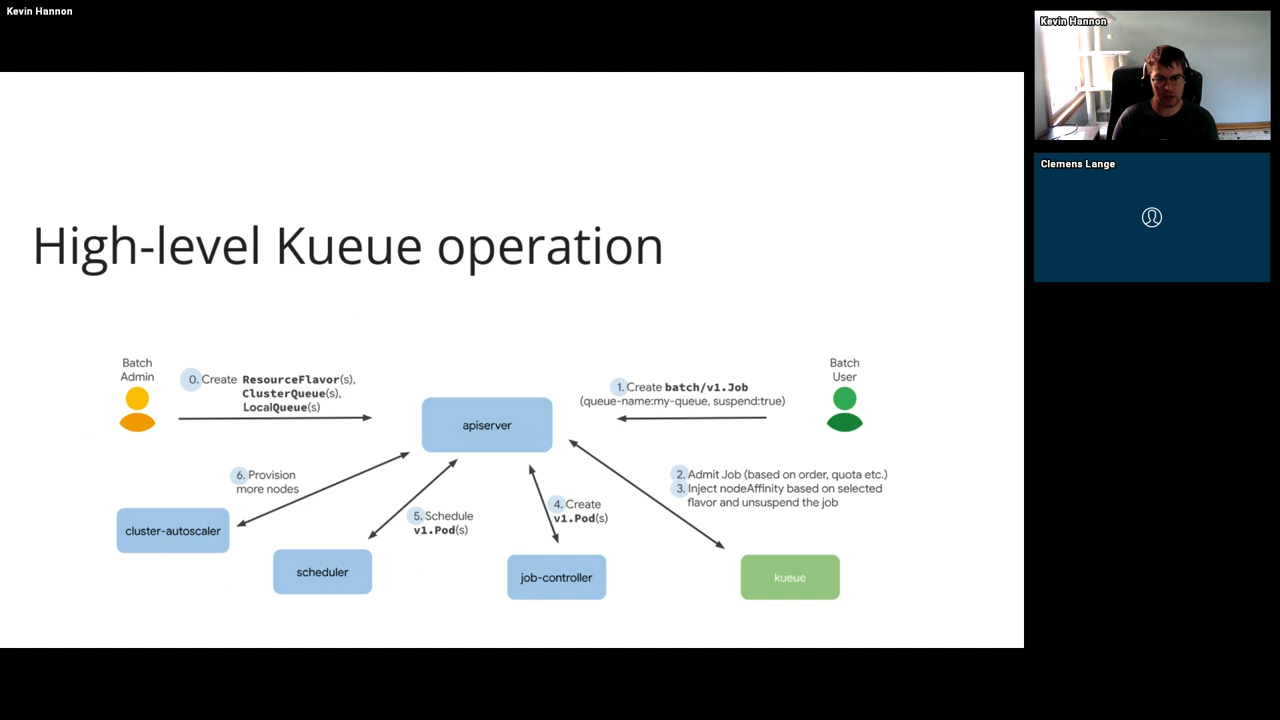 Kevin Hannon
Kevin Hannon
Clemens Lange
High-level Kueue operation
Batch
Admin
0. Create ResourceFlavor(s),
ClusterQueue(s),
LocalQueue(s)
apiserver
1. Create batch/v1.Job
(queue-name:my-queue, suspend:true)
Batch
User
6. Provision
more nodes
5. Schedule
v1.Pod(s)
4. Create
v1.Pod(s)
2. Admit Job (based on order, quota etc.)
3. Inject nodeAffinity based on selected
flavor and unsuspend the job
cluster-autoscaler
scheduler
job-controller
kueue